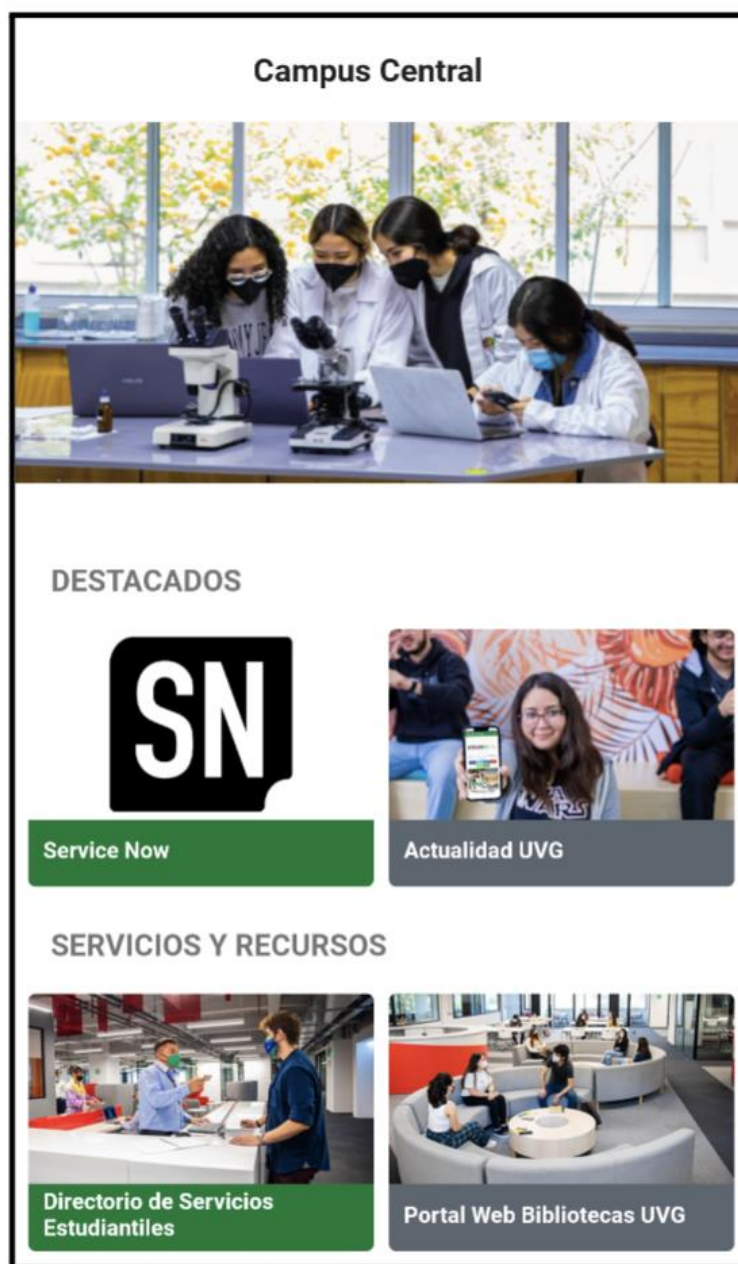 Campus Central
DESTACADOS
SN
Service Now
Actualidad UVG
SERVICIOS Y RECURSOS
Directorio de Servicios
Estudiantiles
Portal Web Bibliotecas UVG